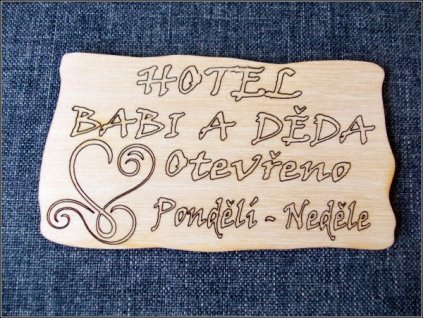 HOTEL
BABI A DĚDA
Otevřeno
Pondělí - Neděle